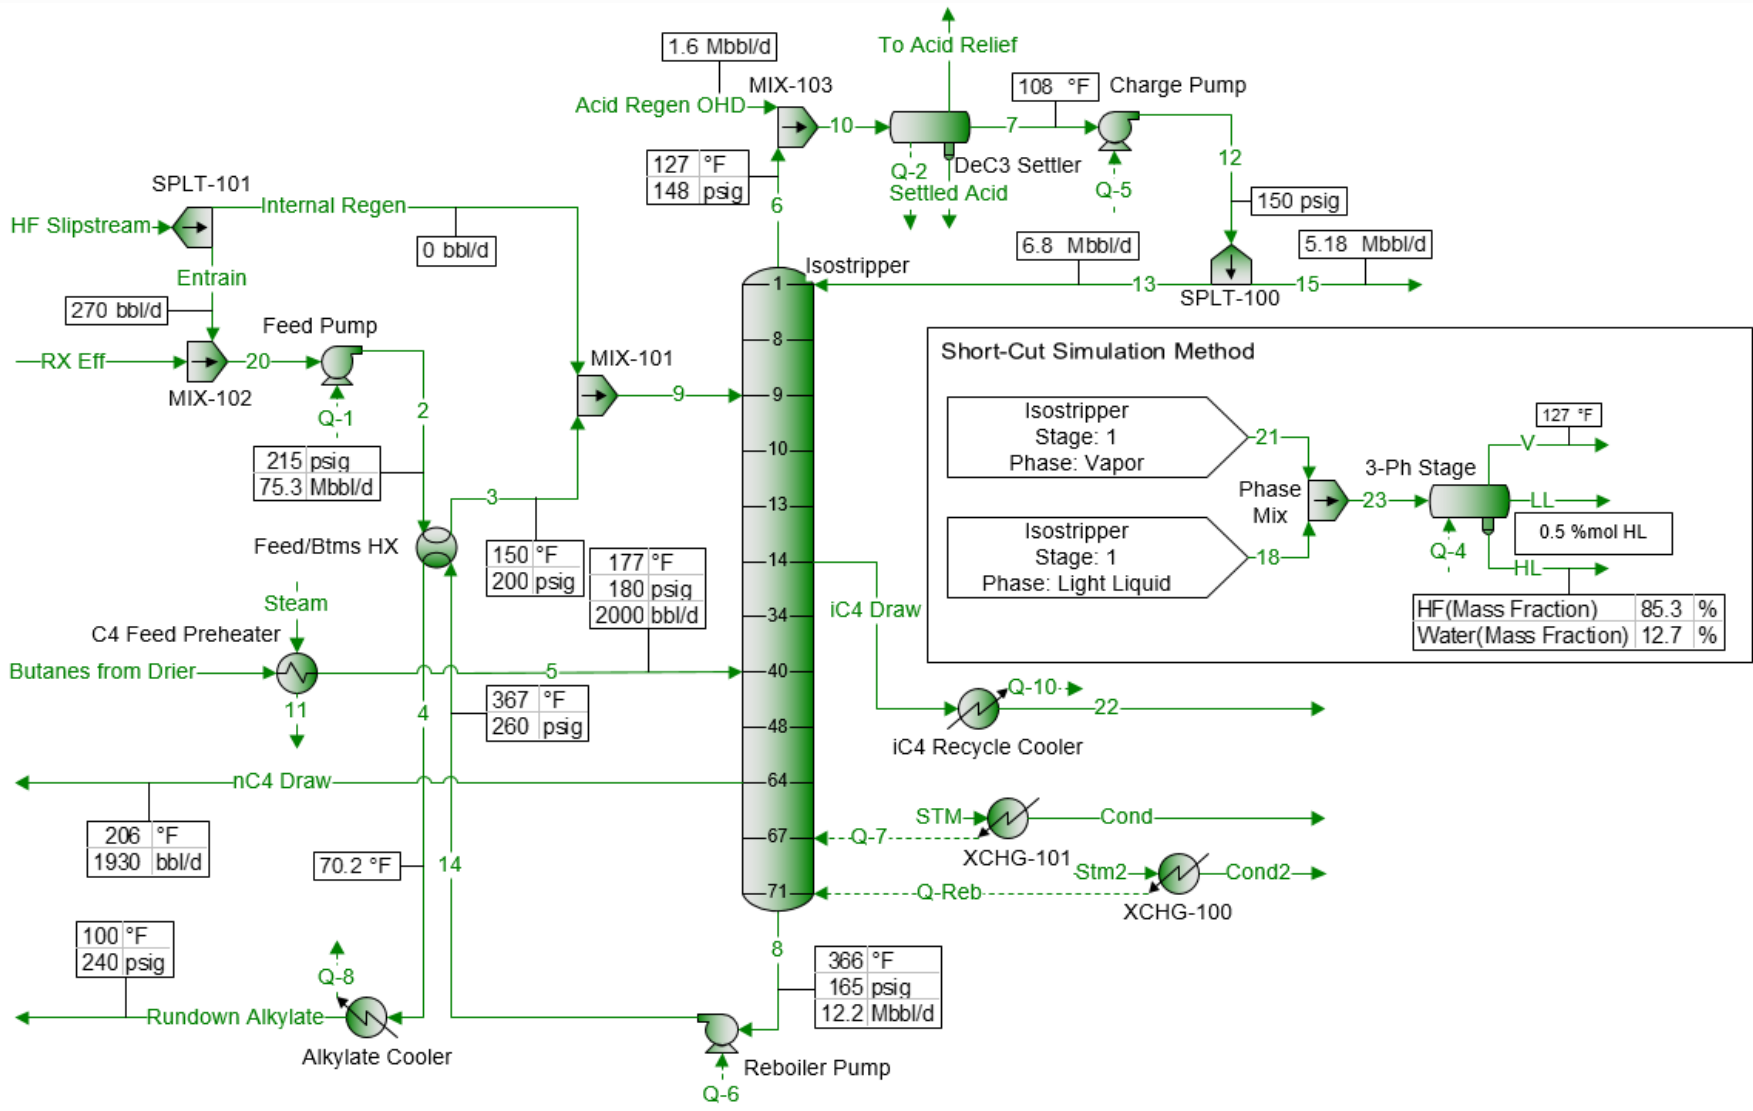 1.6 Mbbl/d
To Acid Relief
MIX-103
108 °F
Charge Pump
Acid Regen OHD
10
7
12
127 °F
148 psig
Q-2
DeC3 Settler
Settled Acid
Q-5
SPLT-101
Internal Regen
6
150 psig
HF Slipstream
0 bbl/d
6.8 Mbbl/d
5.18 Mbbl/d
Entrain
Isostripper
270 bbl/d
1
13
SPLT-100
15
Feed Pump
8
RX Eff
20
MIX-102
MIX-101
9
9
Q-1
2
Short-Cut Simulation Method
Isostripper
Stage: 1
Phase: Vapor
21
127 °F
V
215 psig
75.3 Mbbl/d
10
3-Ph Stage
Phase
Mix
23
LL
3
13
Isostripper
Stage: 1
Phase: Light Liquid
18
Q-4
0.5 %mol HL
HL
Feed/Btms HX
150 °F
200 psig
177 °F
180 psig
2000 bbl/d
14
HF(Mass Fraction) 85.3 %
Water(Mass Fraction) 12.7 %
Steam
iC4 Draw
34
C4 Feed Preheater
Butanes from Drier
5
40
11
4
367 °F
260 psig
Q-10
22
48
iC4 Recycle Cooler
nC4 Draw
64
206 °F
1930 bbl/d
STM
Cond
67
Q-7
XCHG-101
70.2 °F
14
Stm2
Cond2
71
Q-Reb
XCHG-100
100 °F
240 psig
8
366 °F
165 psig
12.2 Mbbl/d
Q-8
Rundown Alkylate
Alkylate Cooler
Reboiler Pump
Q-6